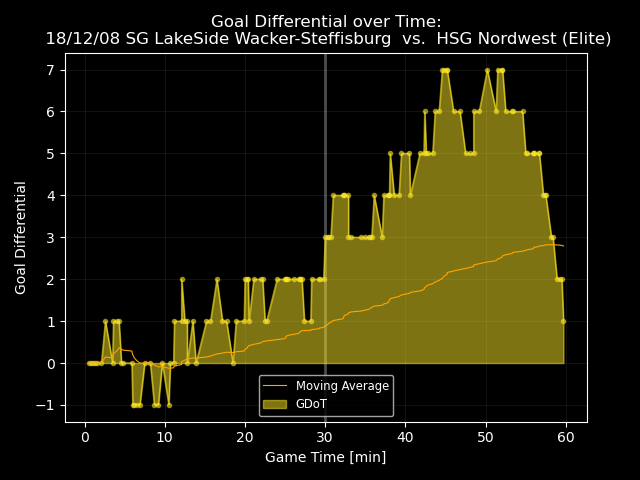 Goal Differential over Time:
18/12/08 SG LakeSide Wacker-Steffisburg  vs.  HSG Nordwest (Elite)
7
6
5
4
3
2
1
0
−1
Goal Differential
Moving Average
GDoT
0 10 20 30 40 50 60
Game Time [min]